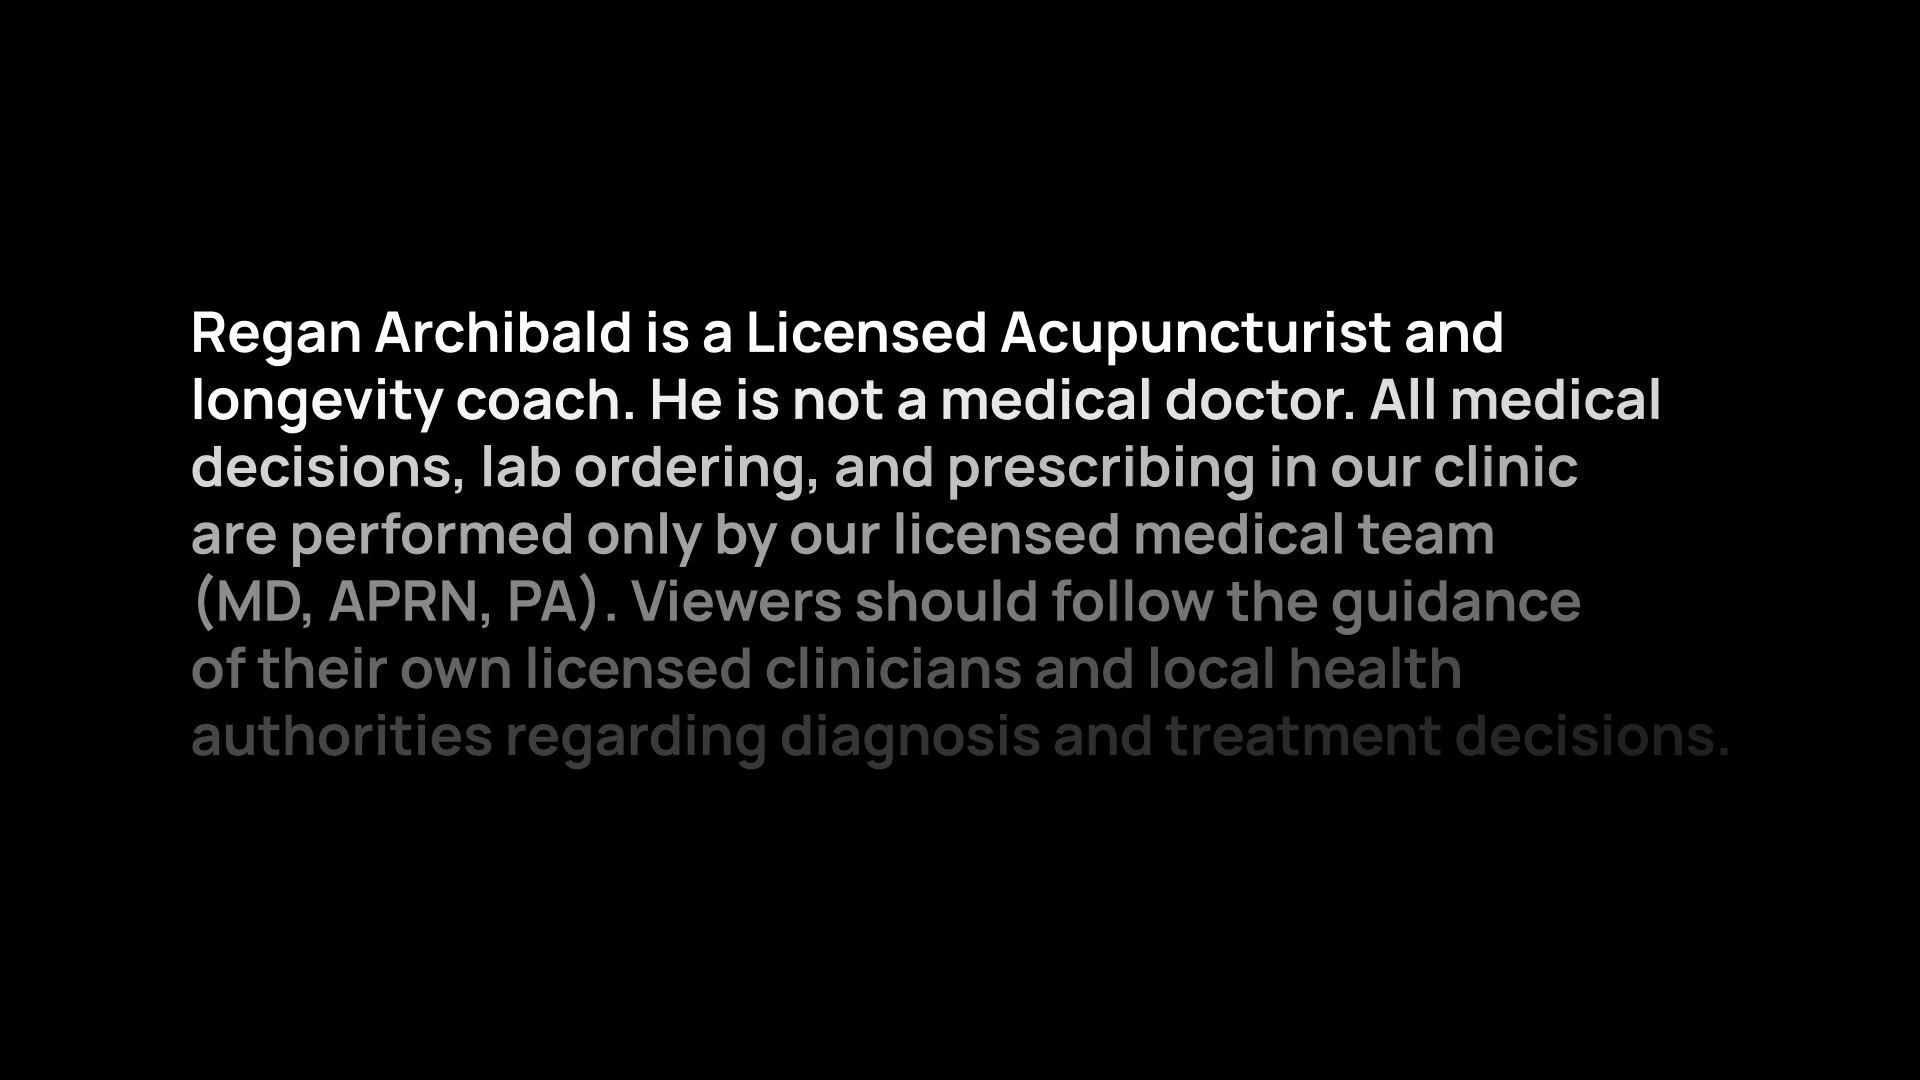 Regan Archibald is a Licensed Acupuncturist and
longevity coach. He is not a medical doctor. All medical
decisions, lab ordering, and prescribing in our clinic
are performed only by our licensed medical team
(MD, APRN, PA). Viewers should follow the guidance
of their own licensed clinicians and local health
authorities regarding diagnosis and treatment decisions.